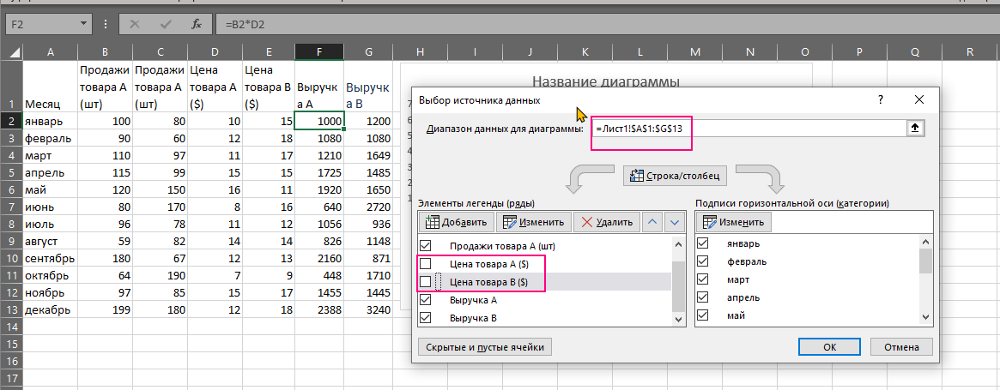 F2 fx =B2*D2
A B C D E F G H I J K L M N O P Q R
1 Месяц Продажи товара А (шт) Продажи товара А (шт) Цена товара А ($) Цена товара В ($) Выручка А Выручка В
2 январь 100 80 10 15 1000 1200
3 февраль 90 60 12 18 1080 1080
4 март 110 97 11 17 1210 1649
5 апрель 115 99 15 15 1725 1485
6 май 120 150 16 11 1920 1650
7 июнь 80 170 8 16 640 2720
8 июль 96 78 11 12 1056 936
9 август 59 82 14 14 826 1148
10 сентябрь 180 67 12 13 2160 871
11 октябрь 64 190 7 9 448 1710
12 ноябрь 97 85 15 17 1455 1445
13 декабрь 199 180 12 18 2388 3240
14
15
16
17
Название диаграммы
Выбор источника данных ?
Диапазон данных для диаграммы: =Лист1!$A$1:$G$13
Строка/столбец
Элементы легенды (ряды)
Добавить Изменить Удалить
Продажи товара А (шт)
Цена товара А ($)
Цена товара В ($)
Выручка А
Выручка В
Подписи горизонтальной оси (категории)
Изменить
январь
февраль
март
апрель
май
Скрытые и пустые ячейки
ОК Отмена